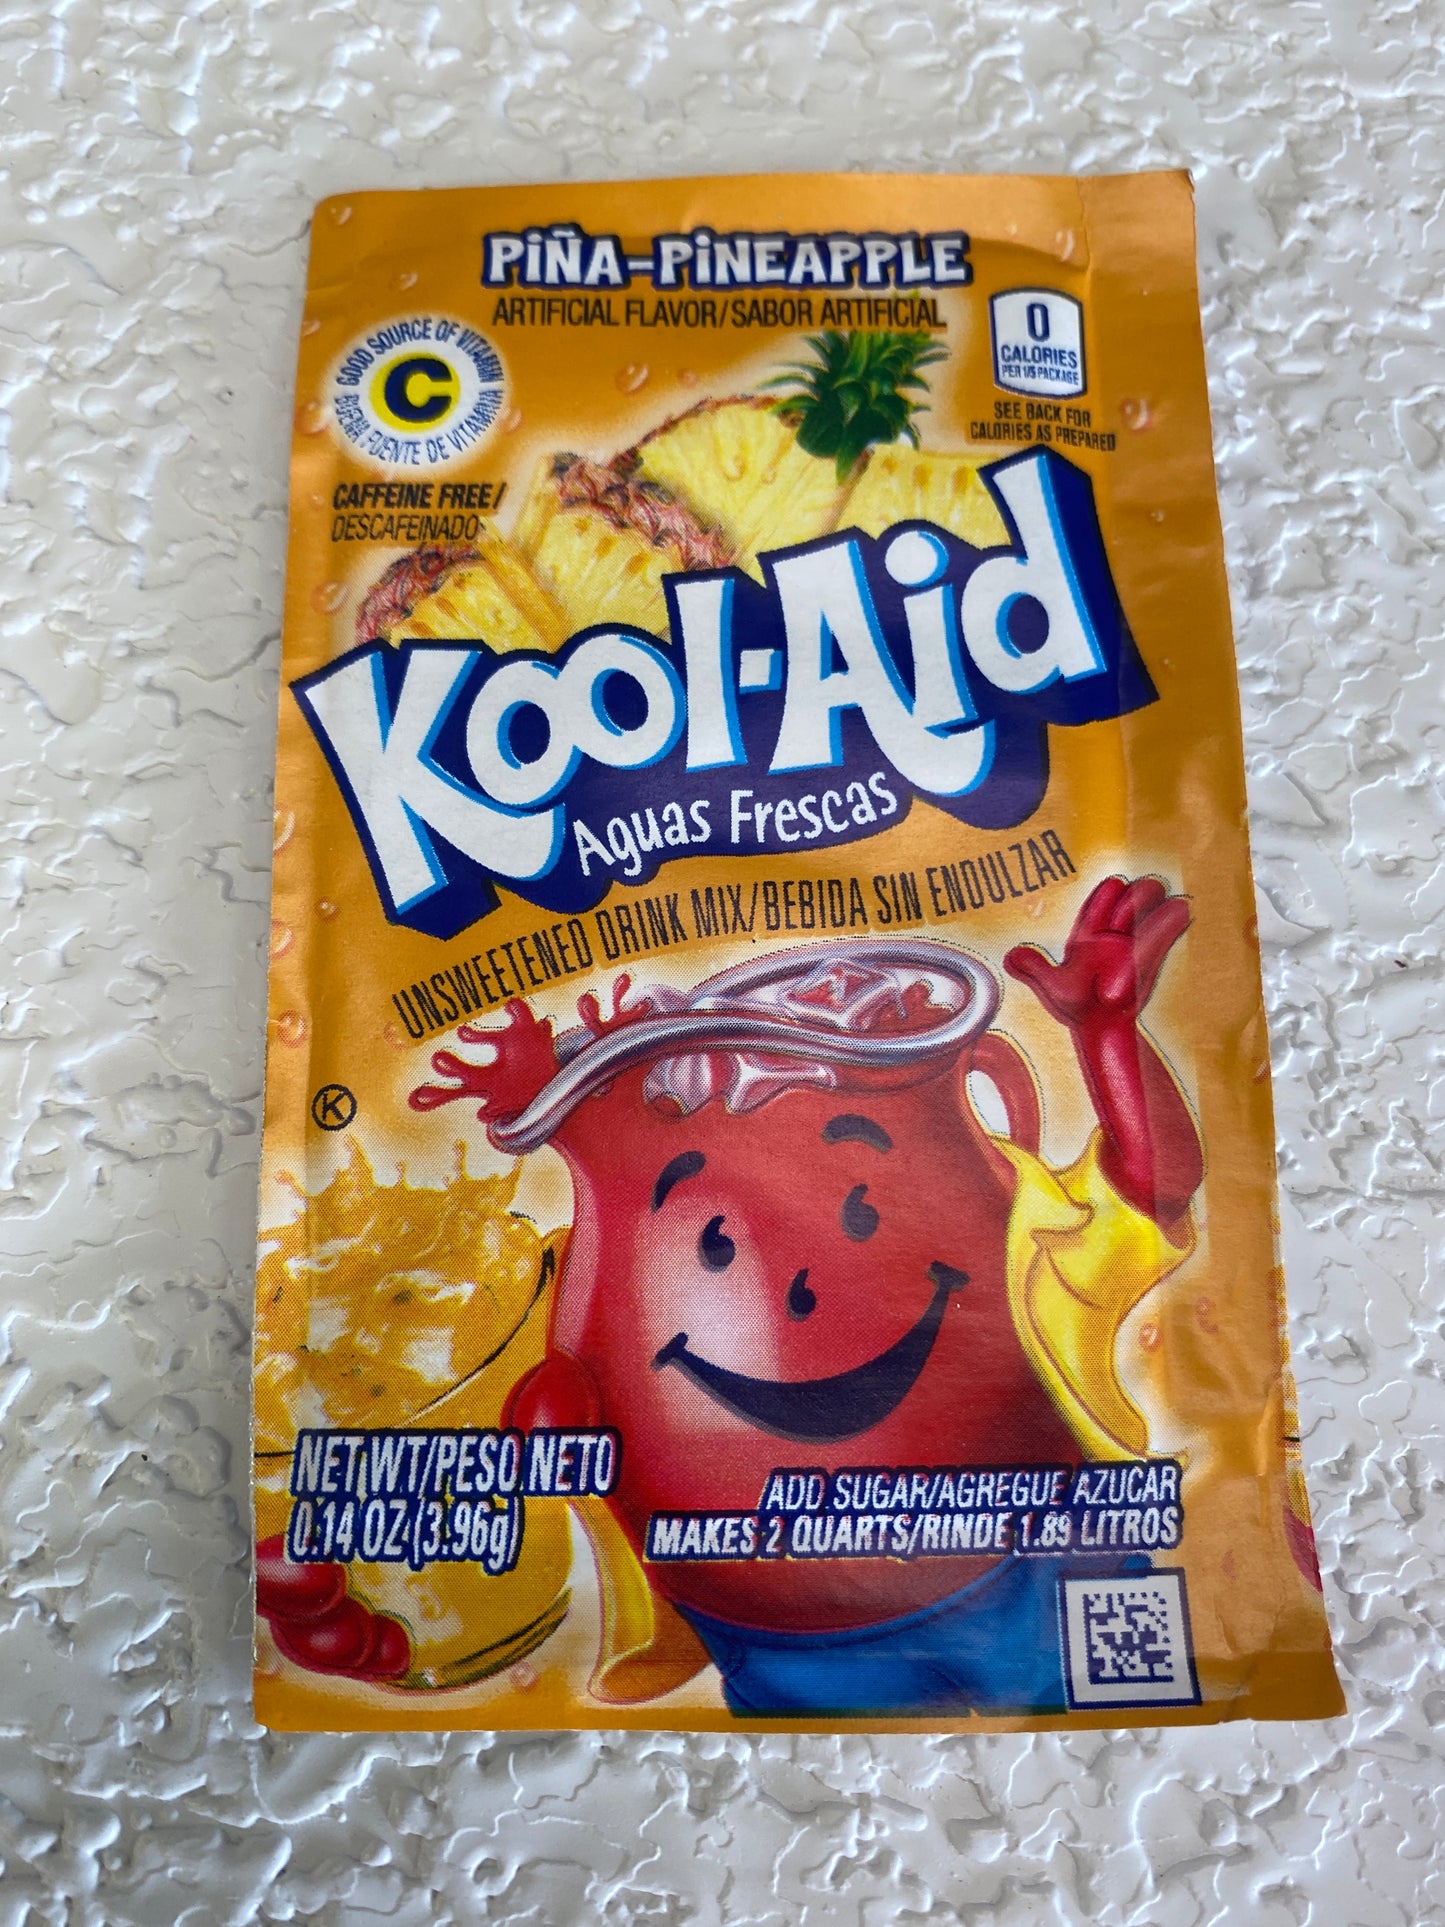 PiÑA-PiNEAPPLE
ARTIFICIAL FLAVOR/SABOR ARTIFICIAL
GOOD SOURCE OF VITAMIN
C
BUENA FUENTE DE VITAMINA
0
CALORIES
PER 1/5 PACKAGE
SEE BACK FOR
CALORIES AS PREPARED
CAFFEINE FREE/
DESCAFEINADO
Kool-Aid
Aguas Frescas
UNSWEETENED DRINK MIX/BEBIDA SIN ENDULZAR
K
NET WT/PESO NETO
0.14 OZ (3.96g)
ADD SUGAR/AGREGUE AZUCAR
MAKES 2 QUARTS/RINDE 1.89 LITROS